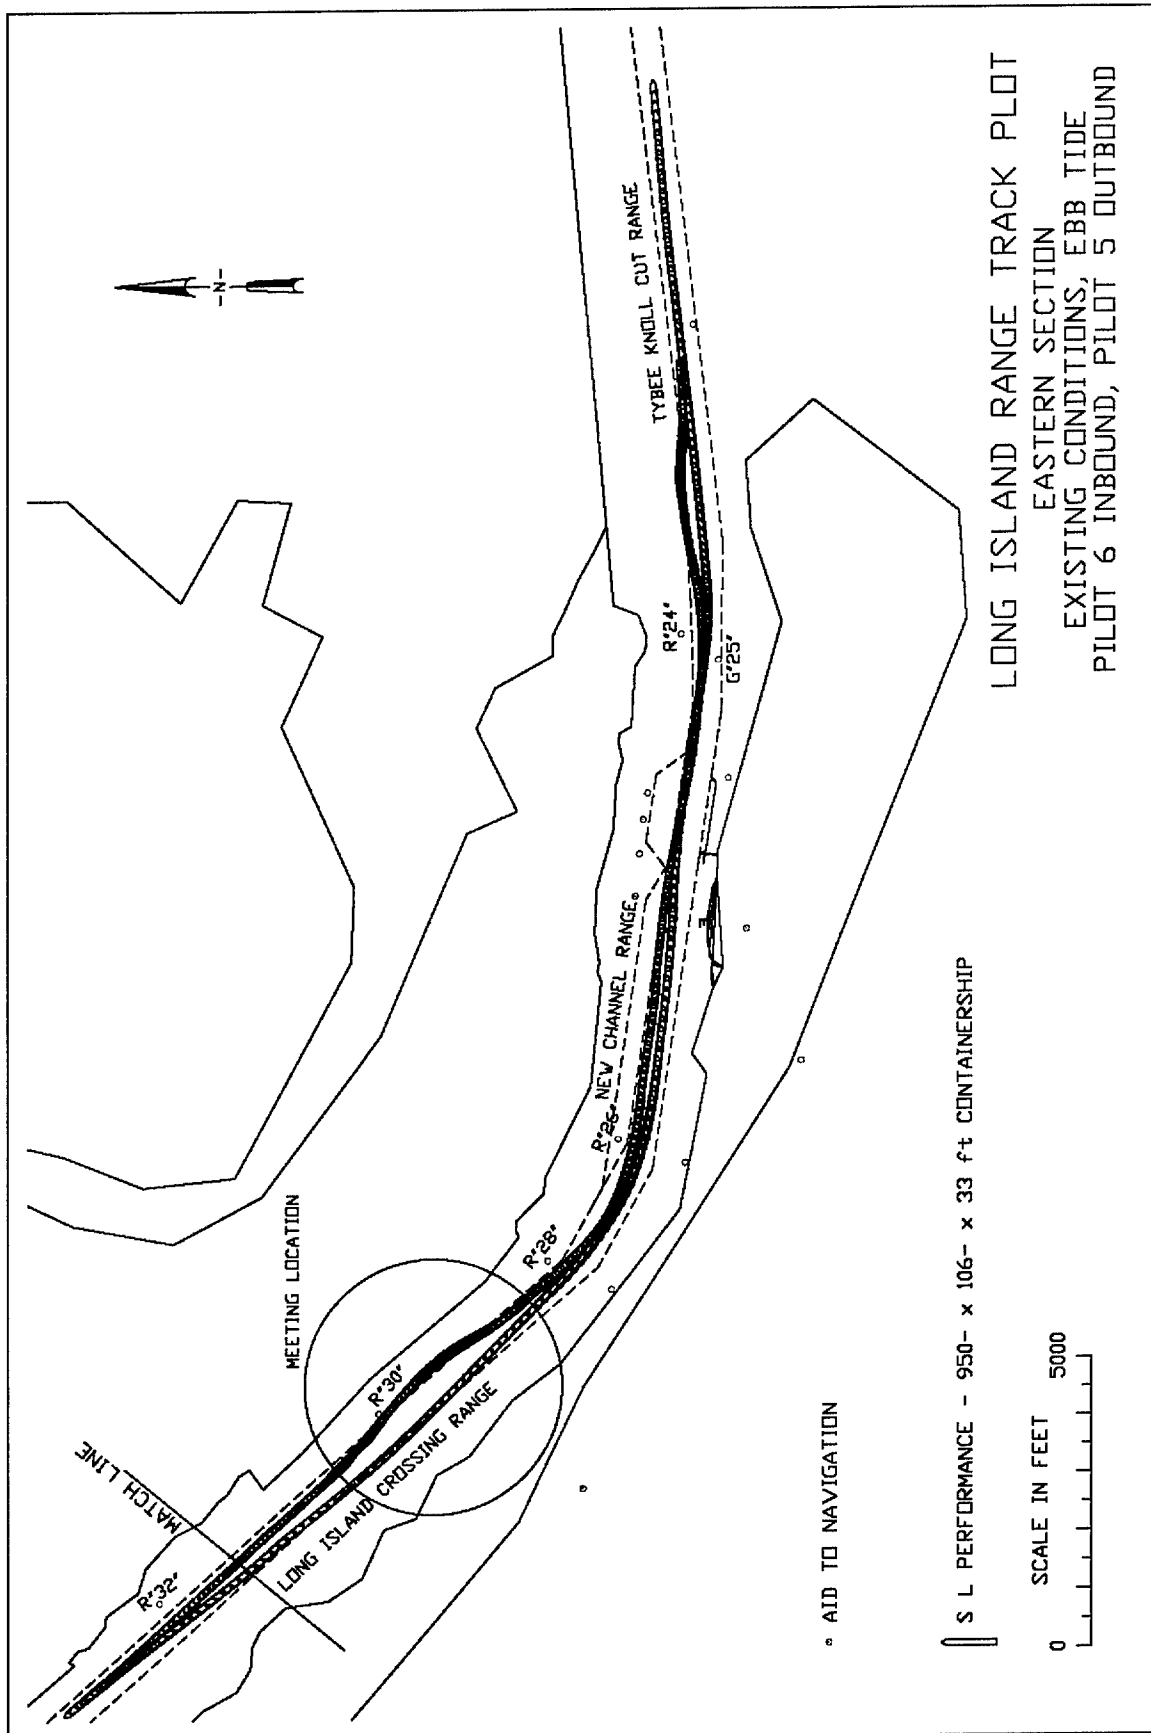 LONG ISLAND RANGE TRACK PLOT
EASTERN SECTION
EXISTING CONDITIONS, EBB TIDE
PILOT 6 INBOUND, PILOT 5 OUTBOUND
-N-
TYBEE KNOLL CUT RANGE
R"24"
G"25"
NEW CHANNEL RANGE
R"26"
R"28"
MEETING LOCATION
R"30"
LONG ISLAND CROSSING RANGE
MATCH LINE
R"32"
AID TO NAVIGATION
S L PERFORMANCE - 950- x 106- x 33 ft CONTAINERSHIP
SCALE IN FEET
0 5000